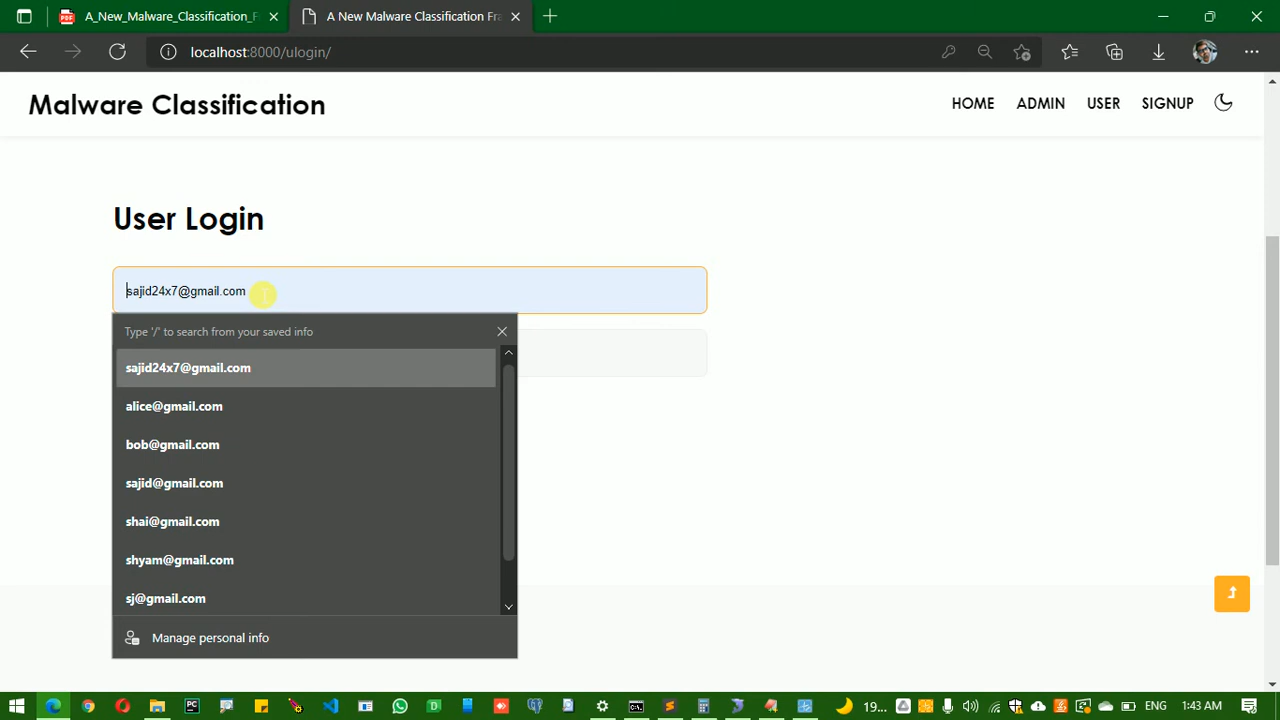 A_New_Malware_Classification_F
A New Malware Classification Fra
localhost:8000/ulogin/
Malware Classification
HOME
ADMIN
USER
SIGNUP
User Login
sajid24x7@gmail.com
Type '/' to search from your saved info
sajid24x7@gmail.com
alice@gmail.com
bob@gmail.com
sajid@gmail.com
shai@gmail.com
shyam@gmail.com
sj@gmail.com
Manage personal info
19...
ENG
1:43 AM